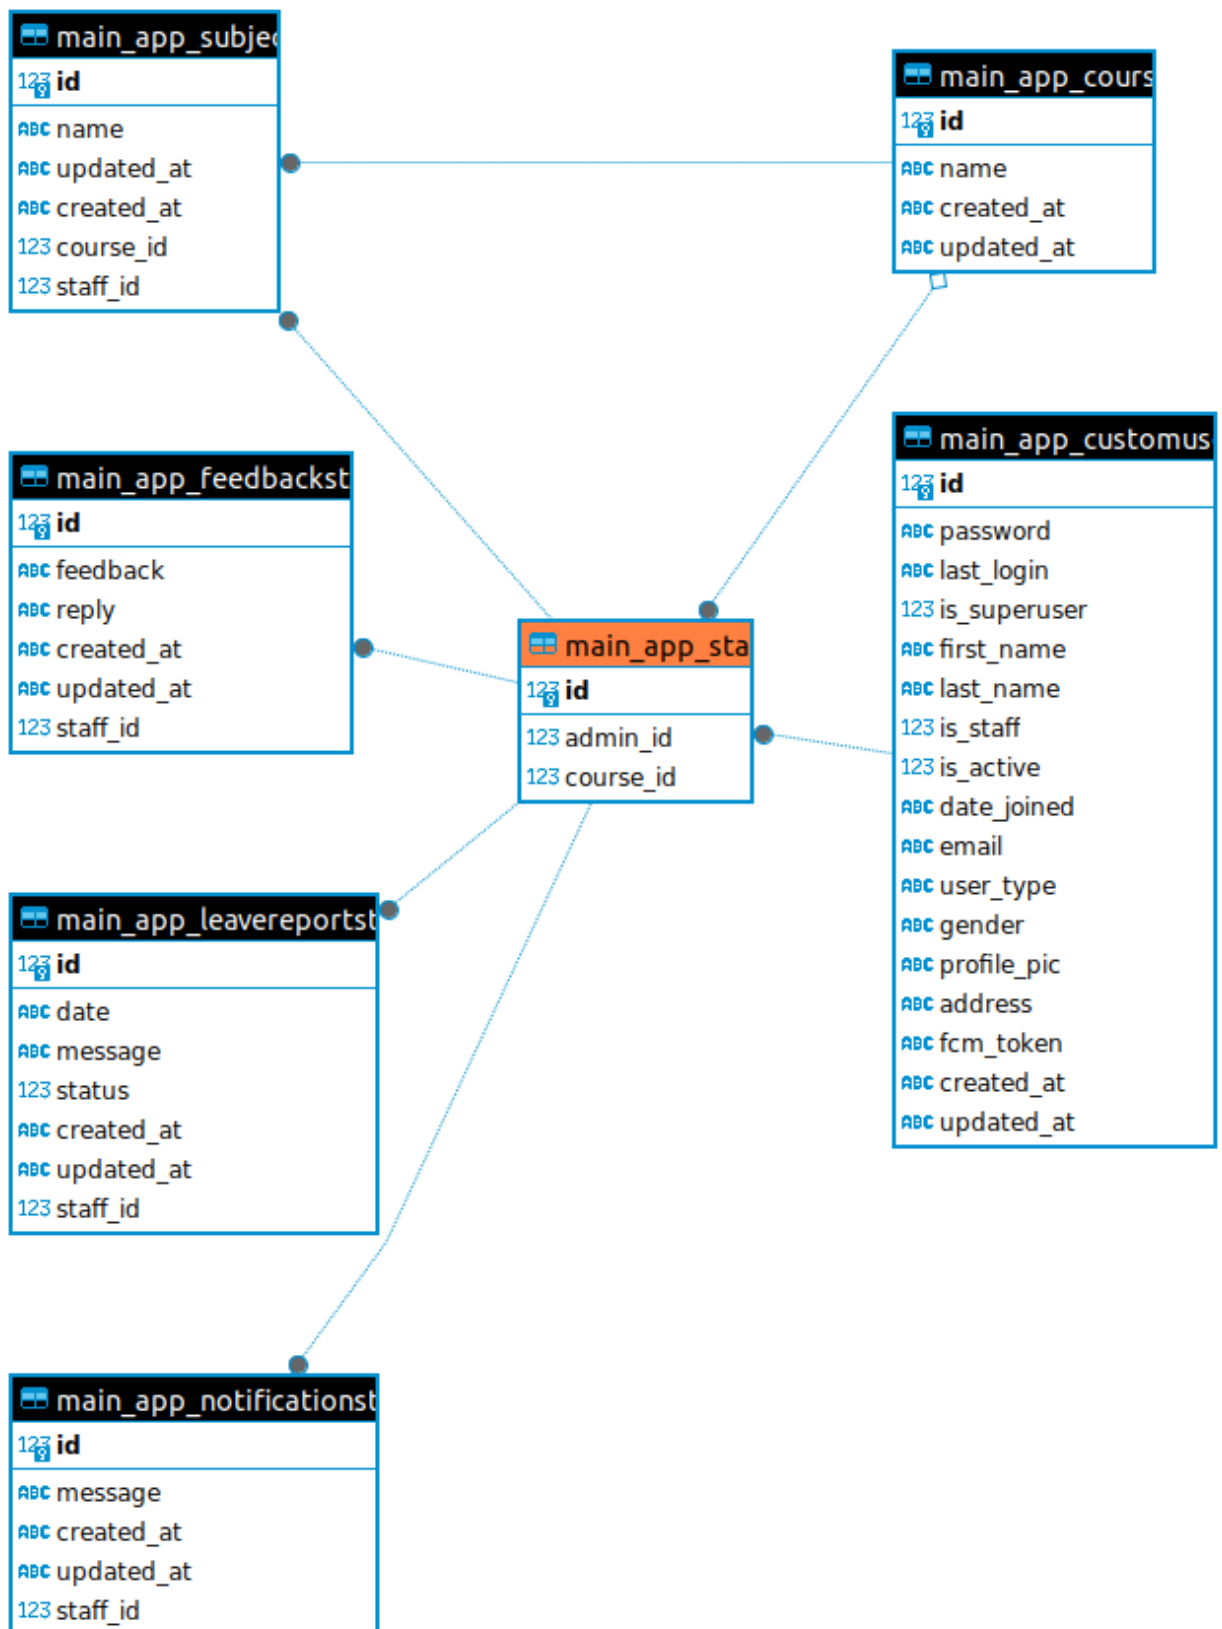 main_app_subjec
123 id
ABC name
ABC updated_at
ABC created_at
123 course_id
123 staff_id
main_app_cours
123 id
ABC name
ABC created_at
ABC updated_at
main_app_feedbackst
123 id
ABC feedback
ABC reply
ABC created_at
ABC updated_at
123 staff_id
main_app_sta
123 id
123 admin_id
123 course_id
main_app_customus
123 id
ABC password
ABC last_login
123 is_superuser
ABC first_name
ABC last_name
123 is_staff
123 is_active
ABC date_joined
ABC email
ABC user_type
ABC gender
ABC profile_pic
ABC address
ABC fcm_token
ABC created_at
ABC updated_at
main_app_leavereportst
123 id
ABC date
ABC message
123 status
ABC created_at
ABC updated_at
123 staff_id
main_app_notificationst
123 id
ABC message
ABC created_at
ABC updated_at
123 staff_id